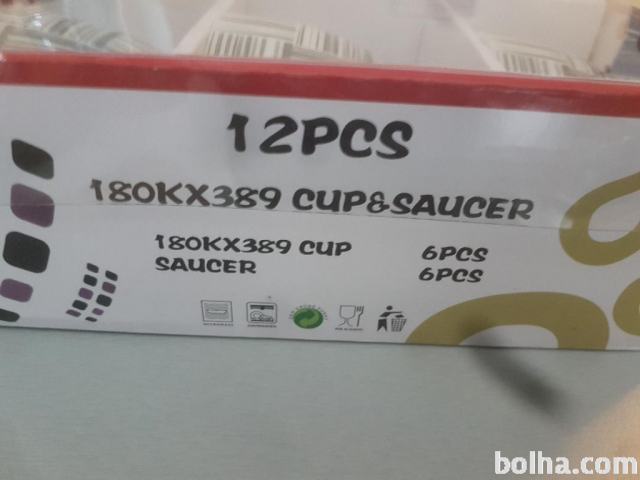 12PCS
180KX389 CUP&SAUCER
180KX389 CUP 6PCS
SAUCER 6PCS
bolha.com